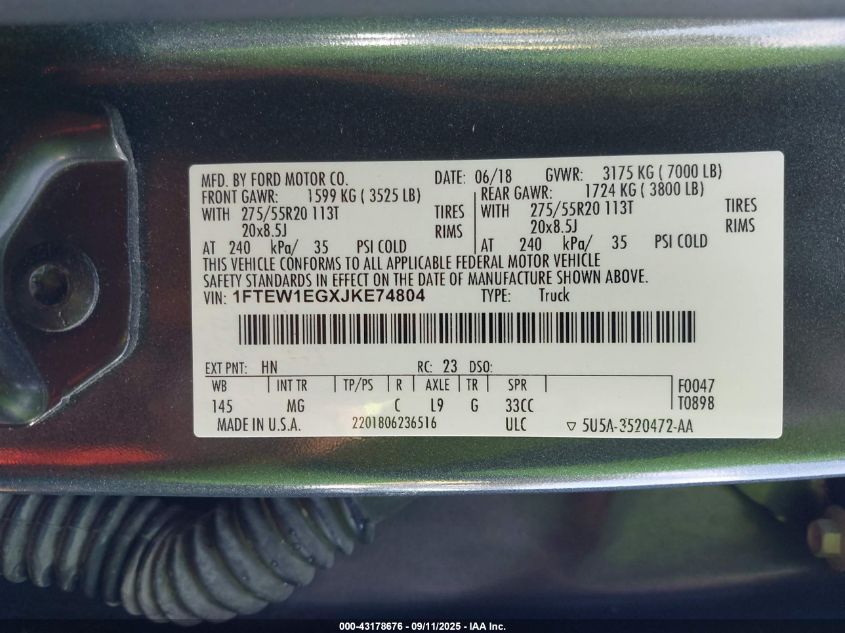 MFD. BY FORD MOTOR CO. DATE: 06/18 GVWR: 3175 KG ( 7000 LB)
FRONT GAWR: 1599 KG ( 3525 LB) REAR GAWR: 1724 KG ( 3800 LB)
WITH 275/55R20 113T TIRES WITH 275/55R20 113T TIRES
20x8.5J RIMS 20x8.5J RIMS
AT 240 kPa/ 35 PSI COLD AT 240 kPa/ 35 PSI COLD
THIS VEHICLE CONFORMS TO ALL APPLICABLE FEDERAL MOTOR VEHICLE
SAFETY STANDARDS IN EFFECT ON THE DATE OF MANUFACTURE SHOWN ABOVE.
VIN: 1FTEW1EGXJKE74804 TYPE: Truck
EXT PNT: HN RC: 23 DSO:
WB INT TR TP/PS R AXLE TR SPR F0047
145 MG C L9 G 33CC T0898
MADE IN U.S.A. 2201806236516 ULC ▽ 5U5A-3520472-AA
000-43178676 - 09/11/2025 - IAA Inc.